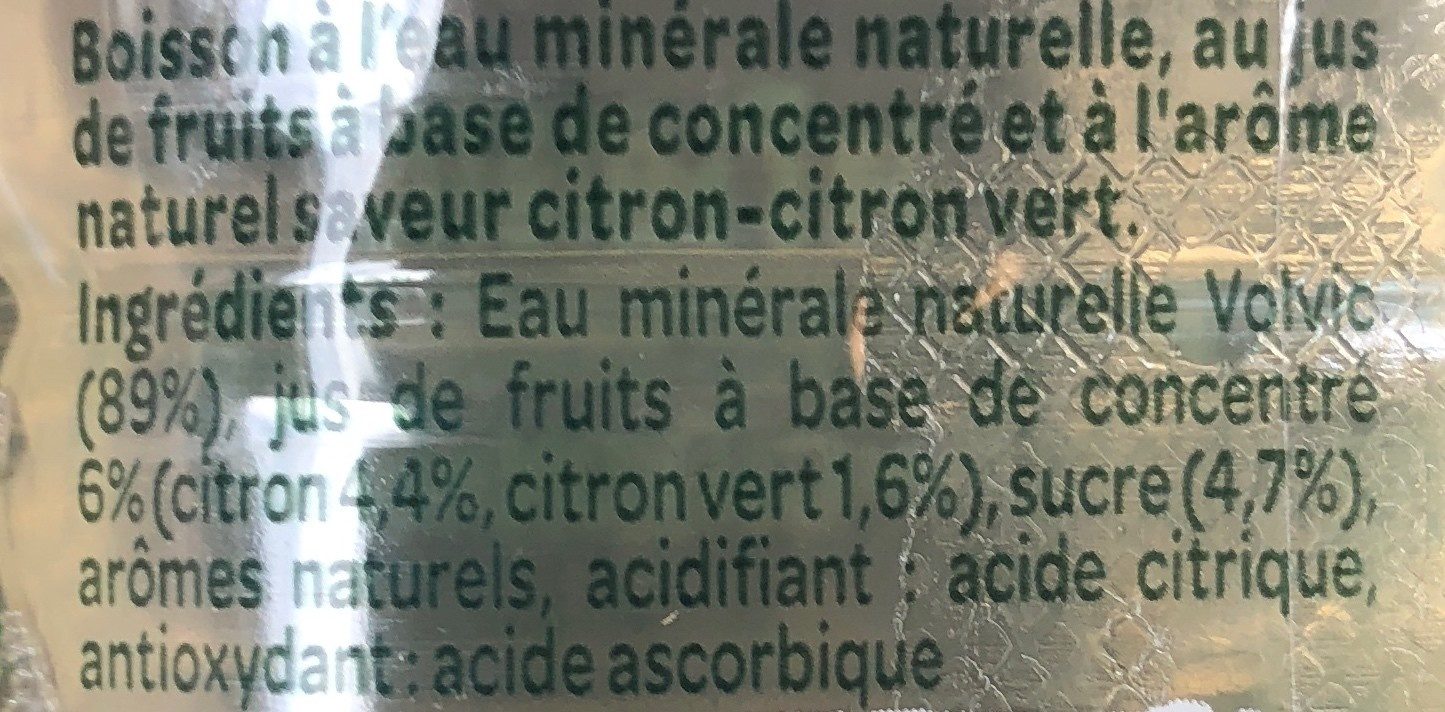 Boisson à l'eau minérale naturelle, au jus
de fruits à base de concentré et à l'arôme
naturel saveur citron-citron vert.
Ingrédients : Eau minérale naturelle Volvic
(89%), jus de fruits à base de concentré
6% (citron 4,4%, citron vert 1,6%), sucre (4,7%),
arômes naturels, acidifiant : acide citrique,
antioxydant : acide ascorbique